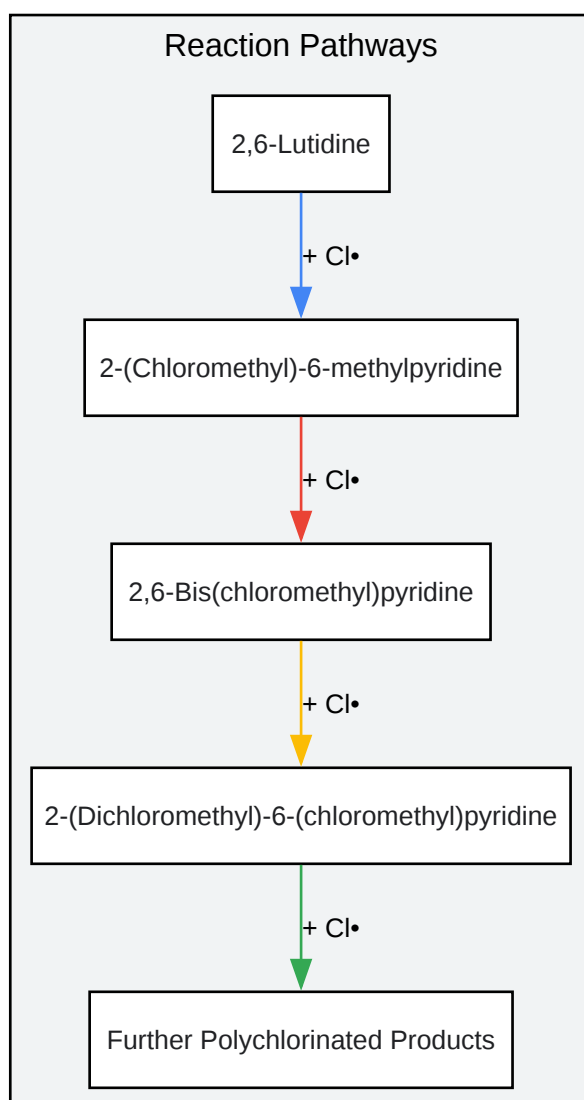 Reaction Pathways
2,6-Lutidine
+ Cl•
2-(Chloromethyl)-6-methylpyridine
+ Cl•
2,6-Bis(chloromethyl)pyridine
+ Cl•
2-(Dichloromethyl)-6-(chloromethyl)pyridine
+ Cl•
Further Polychlorinated Products